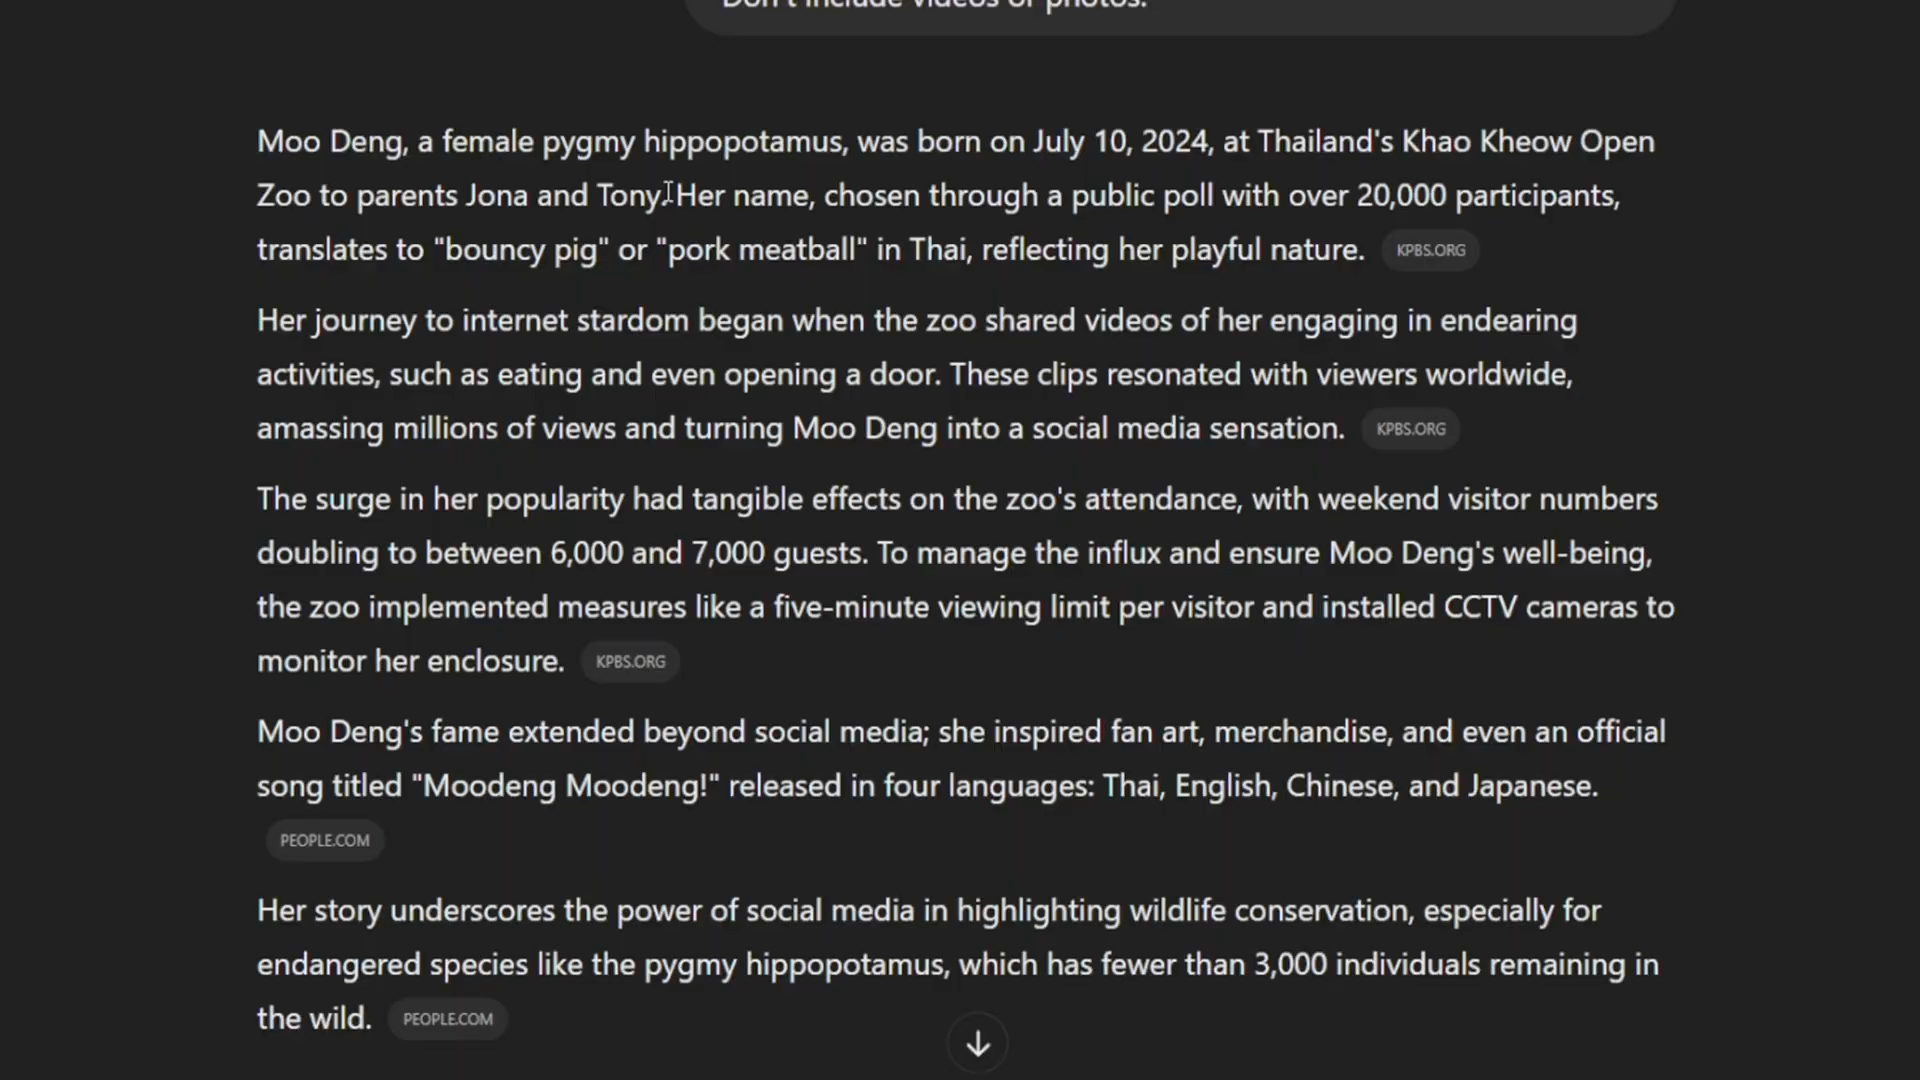 Don't include videos or photos.
Moo Deng, a female pygmy hippopotamus, was born on July 10, 2024, at Thailand's Khao Kheow Open
Zoo to parents Jona and Tony. Her name, chosen through a public poll with over 20,000 participants,
translates to "bouncy pig" or "pork meatball" in Thai, reflecting her playful nature. KPBS.ORG
Her journey to internet stardom began when the zoo shared videos of her engaging in endearing
activities, such as eating and even opening a door. These clips resonated with viewers worldwide,
amassing millions of views and turning Moo Deng into a social media sensation. KPBS.ORG
The surge in her popularity had tangible effects on the zoo's attendance, with weekend visitor numbers
doubling to between 6,000 and 7,000 guests. To manage the influx and ensure Moo Deng's well-being,
the zoo implemented measures like a five-minute viewing limit per visitor and installed CCTV cameras to
monitor her enclosure. KPBS.ORG
Moo Deng's fame extended beyond social media; she inspired fan art, merchandise, and even an official
song titled "Moodeng Moodeng!" released in four languages: Thai, English, Chinese, and Japanese.
PEOPLE.COM
Her story underscores the power of social media in highlighting wildlife conservation, especially for
endangered species like the pygmy hippopotamus, which has fewer than 3,000 individuals remaining in
the wild. PEOPLE.COM